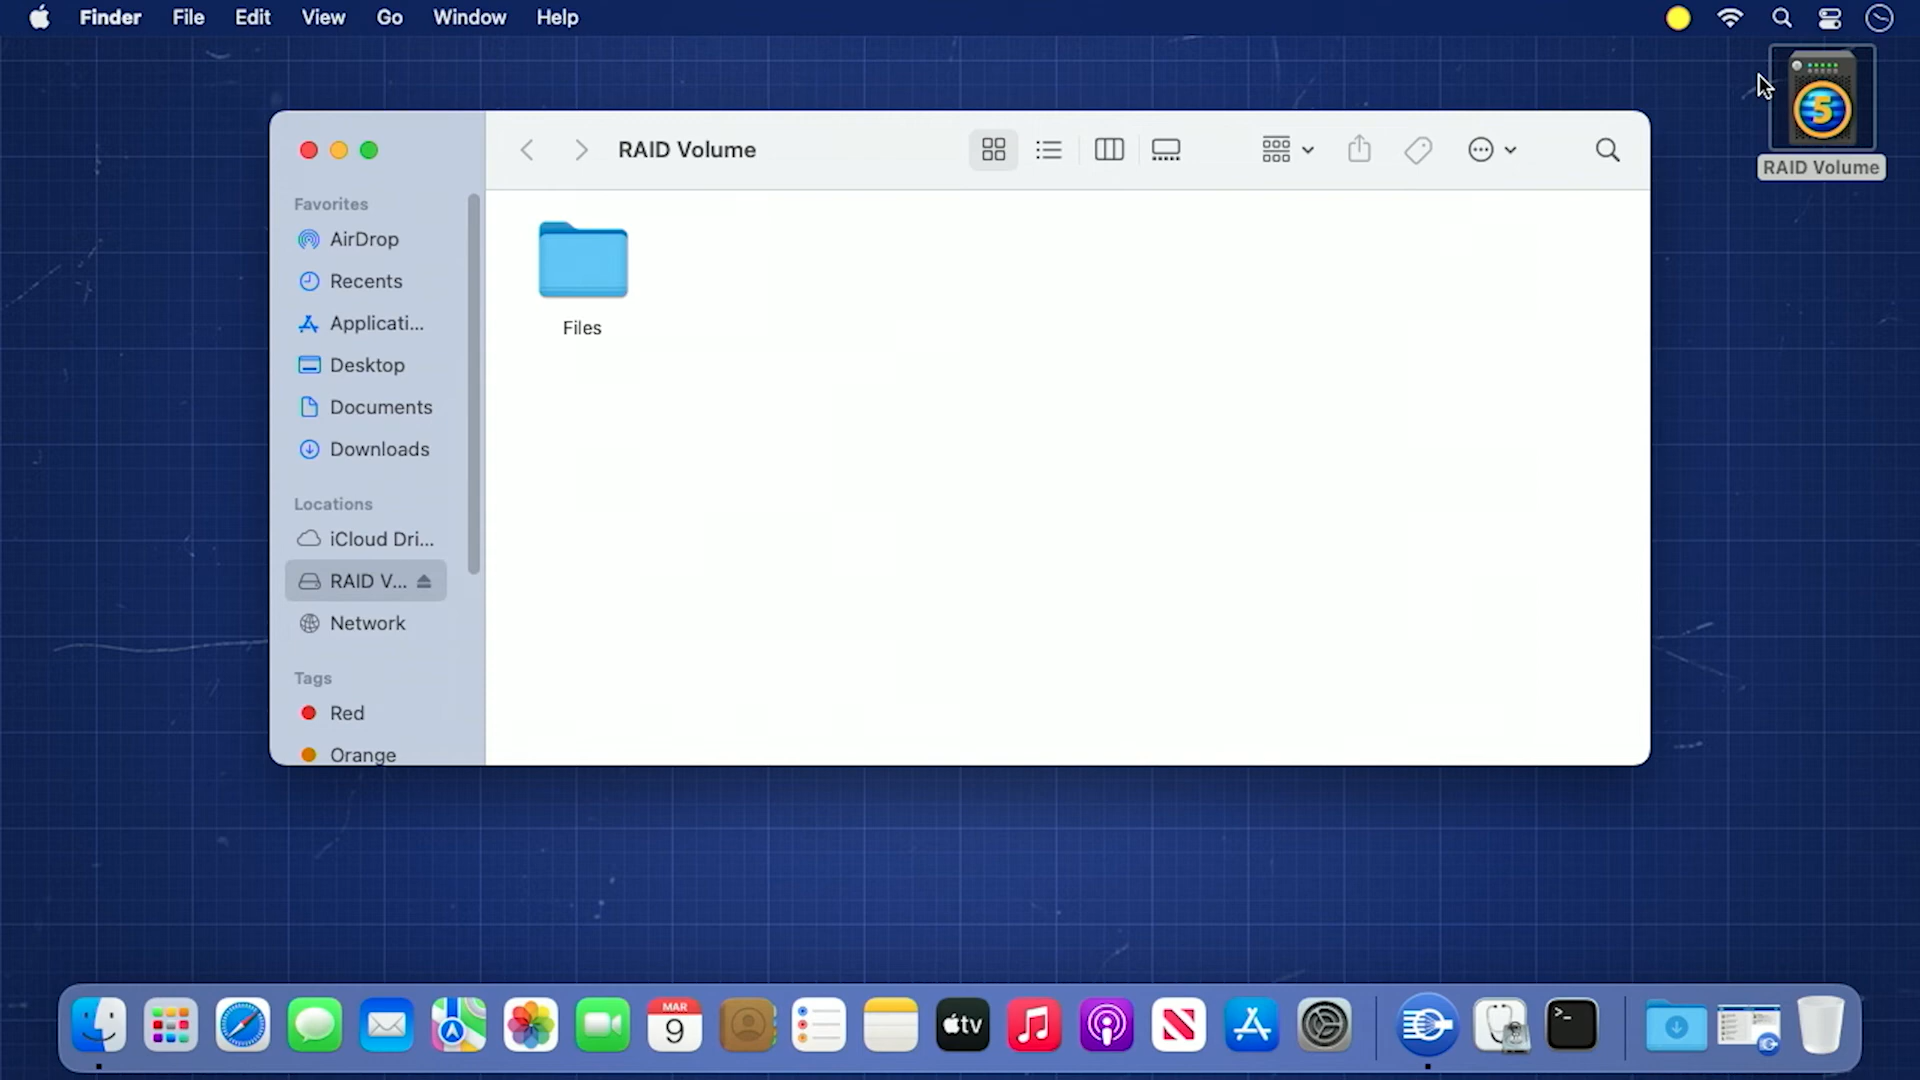 Finder File Edit View Go Window Help
5
RAID Volume
RAID Volume
Favorites
AirDrop
Recents
Applicati...
Desktop
Documents
Downloads
Locations
iCloud Dri...
RAID V...
Network
Tags
Red
Orange
Files
MAR
9
tv
>_